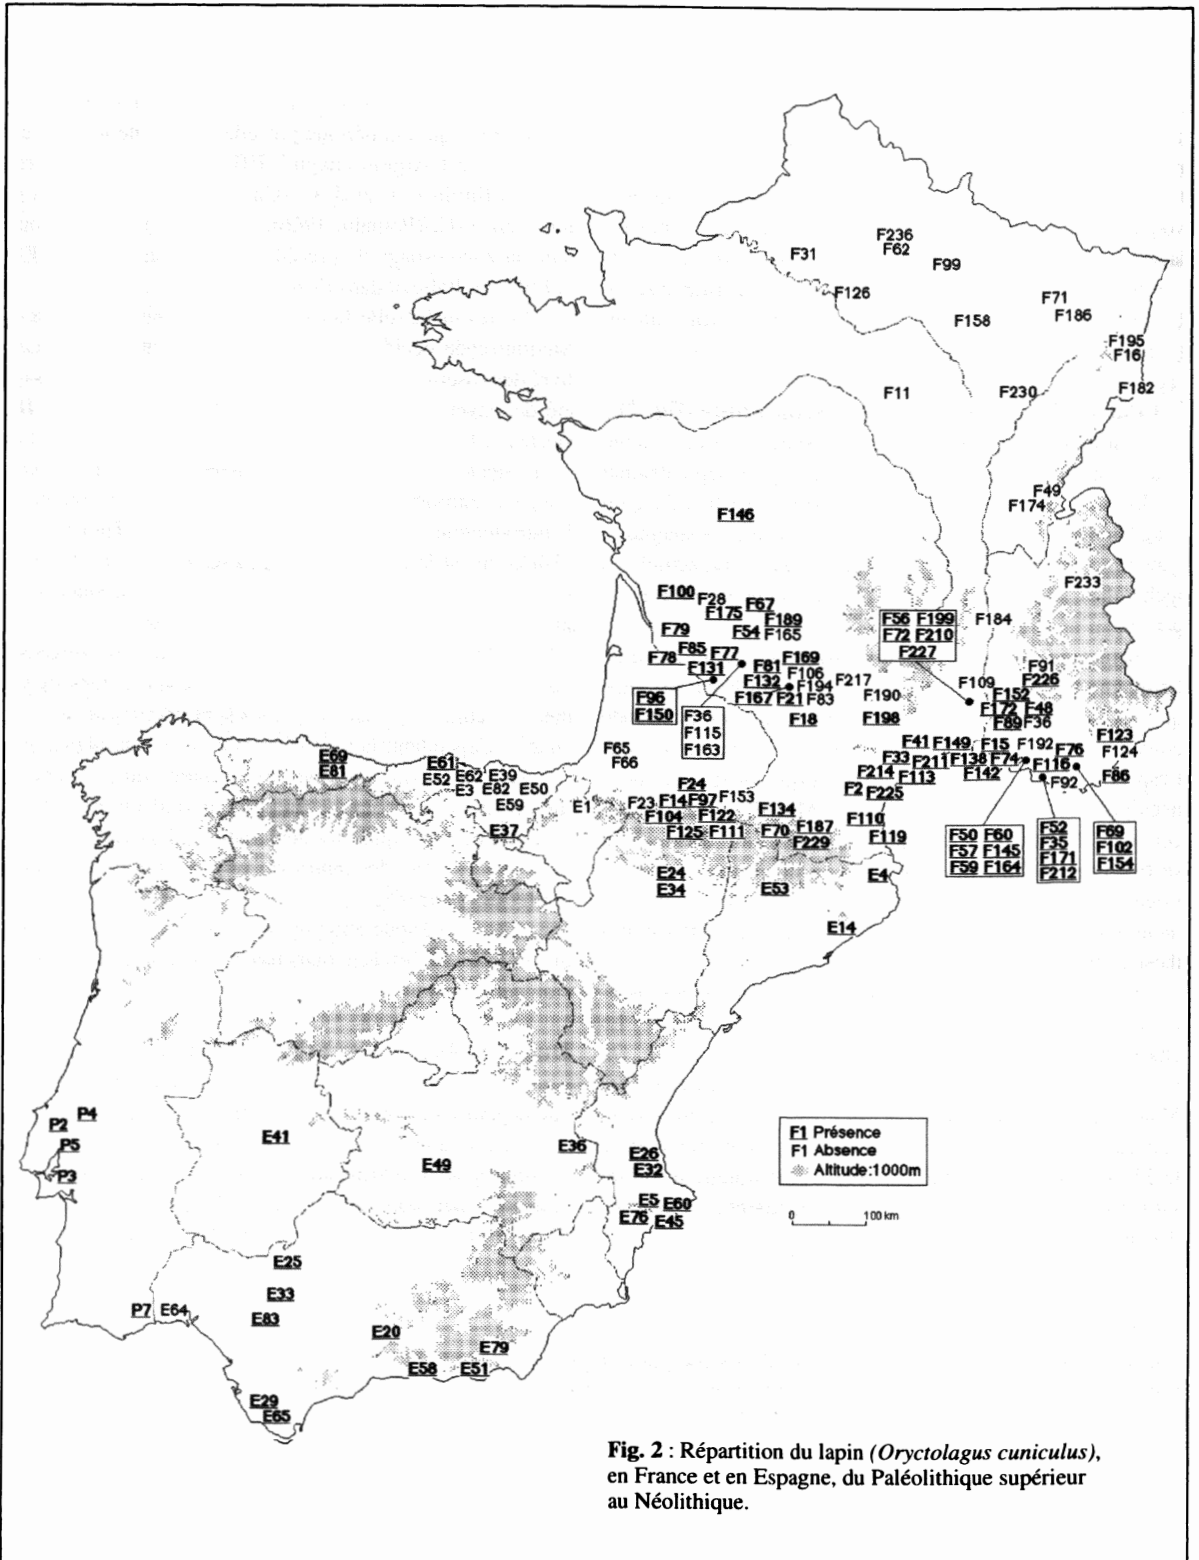 F236
F62
F31
F99
F126
F71
F186
F158
F195
F16
F182
F11
F230
F49
F174
F146
F233
F100
F28
F67
F175
F189
F79
F54
F165
F56 F199
F72 F210
F227
F184
F85
F77
F78
F131
F81
F169
F106
F132
F194
F217
F167
F21
F83
F190
F18
F198
F96
F150
F36
F115
F163
F109
F91
F226
F152
F172
F48
F89
F36
F123
F124
F41
F149
F15
F192
F76
F33
F211
F138
F74
F116
F214
F113
F142
F92
F86
F2
F225
F65
F66
F24
F23
F14
F97
F153
F104
F122
F134
F125
F111
F70
F187
F229
F110
F119
F50 F60
F57 F145
F59 F164
F52
F35
F171
F212
F69
F102
F154
E69
E81
E61
E52
E62
E39
E3
E82
E50
E59
E1
E37
E24
E34
E53
E4
E14
P4
P2
P5
P3
E41
E49
E36
E26
E32
E5
E60
E76
E45
E25
E33
E83
P7
E64
E20
E79
E58
E51
E29
E65
F1 Présence
F1 Absence
Altitude:1000m
0 100 km
Fig. 2 : Répartition du lapin (Oryctolagus cuniculus),
en France et en Espagne, du Paléolithique supérieur
au Néolithique.